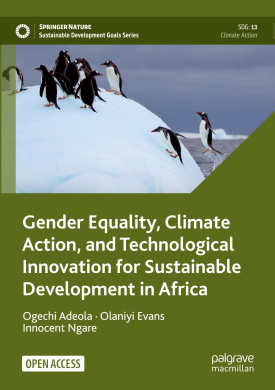 SPRINGER NATURE
Sustainable Development Goals Series
SDG: 13
Climate Action
Gender Equality, Climate
Action, and Technological
Innovation for Sustainable
Development in Africa
Ogechi Adeola · Olaniyi Evans
Innocent Ngare
OPEN ACCESS
palgrave
macmillan